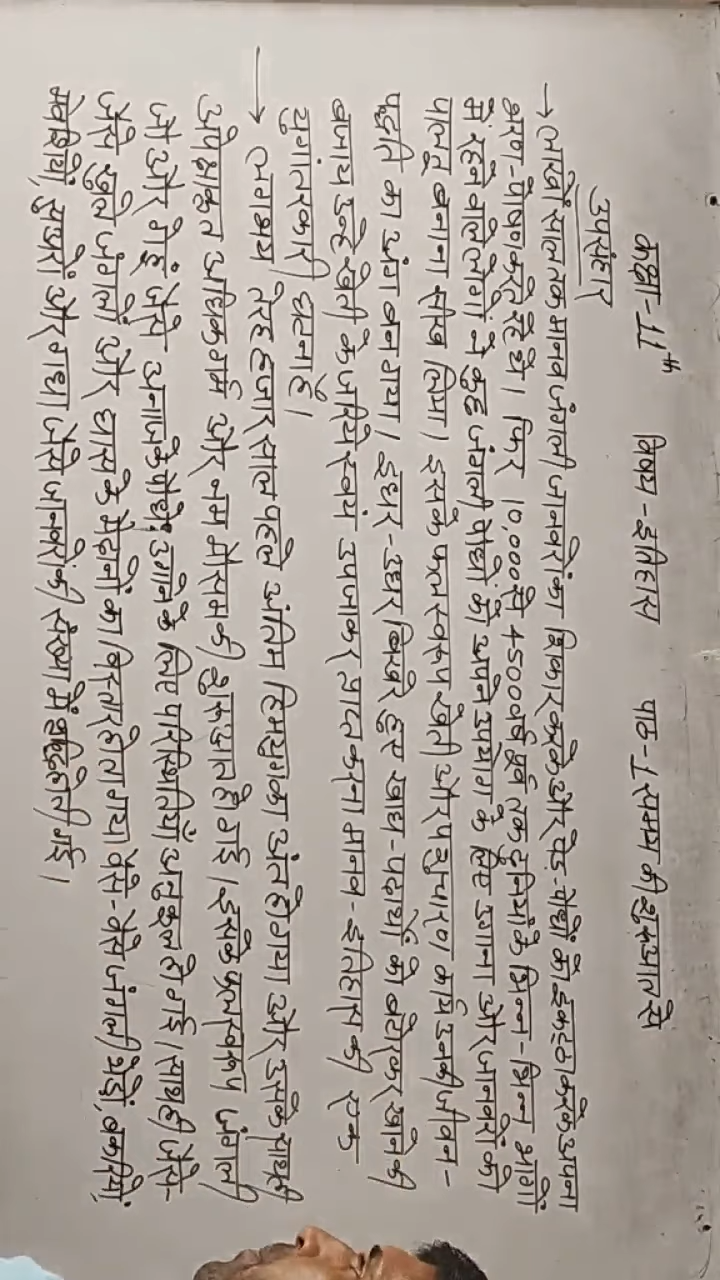 कक्षा-11th विषय-इतिहास पाठ-1 समय की शुरूआत से
उपसंहार
→ लाखों साल तक मानव जंगली जानवरों का शिकार करके और पेड़-पौधों को इकट्ठा करके अपना
भरण-पोषण करते रहे थे। फिर 10,000 से 4500 वर्ष पूर्व तक दुनियां के भिन्न-भिन्न भागों
में रहने वाले लोगों ने कुछ जंगली पौधों को अपने उपयोग के लिए उगाना और जानवरों को
पालतू बनाना सीख लिया। इसके फलस्वरूप खेती और पशुचारण कार्य उनकी जीवन-
पद्धति का अंग बन गया। इधर-उधर बिखरे हुए खाद्य-पदार्थों को बटोरकर खाने की
बजाय उन्हे खेती के जरिये स्वयं उपजाकर प्राप्त करना मानव-इतिहास की एक
युगांतरकारी घटना है।
→ लगभग तेरह हजार साल पहले अंतिम हिमयुग का अंत हो गया और उसके साथ ही
अपेक्षाकृत अधिक गर्म और नम मौसम की शुरूआत हो गई। इसके फलस्वरूप जंगली
जौ और गेहूं जैसे अनाज के पौधे उगाने के लिए परिस्थितियाँ अनुकूल हो गई। साथ ही जैसे-
जैसे खुले जंगलों और घास के मैदानों का विस्तार होता गया वैसे-वैसे जंगली भेड़ों, बकरियों,
मवेशियों, सुअरों और गधा जैसे जानवरों की संख्या में वृद्धि होती गई।